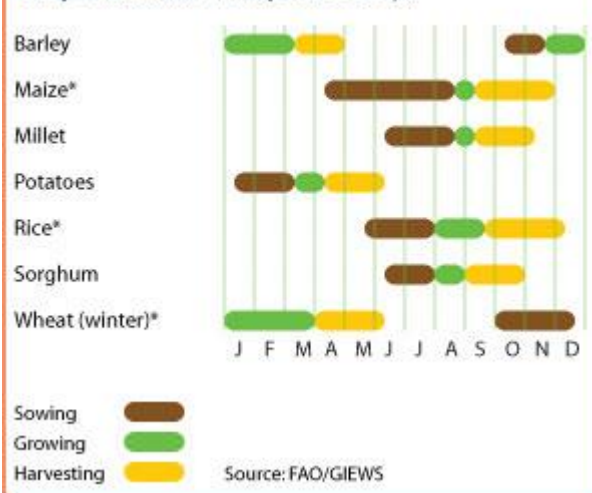 Barley
Maize*
Millet
Potatoes
Rice*
Sorghum
Wheat (winter)*
J F M A M J J A S O N D
Sowing
Growing
Harvesting Source: FAO/GIEWS